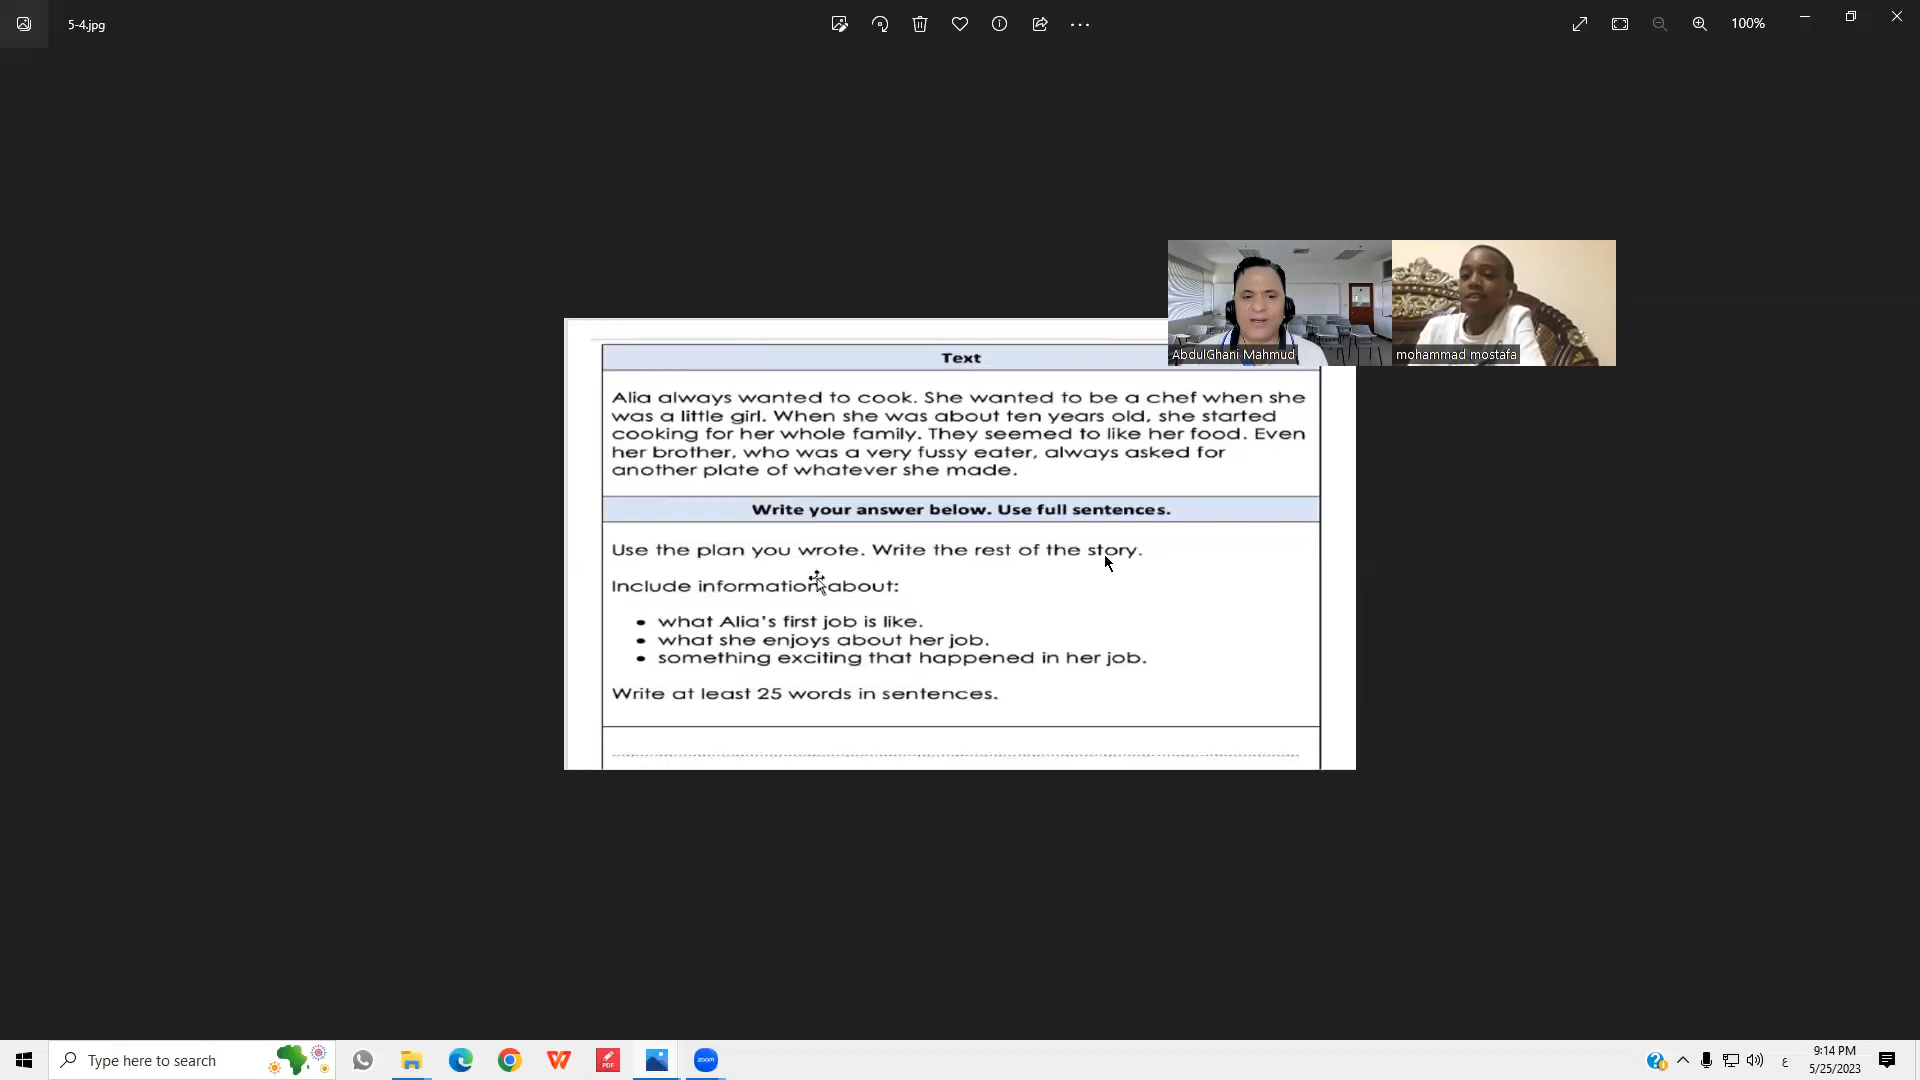 5-4.jpg
100%
AbdulGhani Mahmud
mohammad mostafa
Text
Alia always wanted to cook. She wanted to be a chef when she
was a little girl. When she was about ten years old, she started
cooking for her whole family. They seemed to like her food. Even
her brother, who was a very fussy eater, always asked for
another plate of whatever she made.
Write your answer below. Use full sentences.
Use the plan you wrote. Write the rest of the story.
Include information about:
• what Alia's first job is like.
• what she enjoys about her job.
• something exciting that happened in her job.
Write at least 25 words in sentences.
Type here to search
PDF
zoom
ع
9:14 PM
5/25/2023